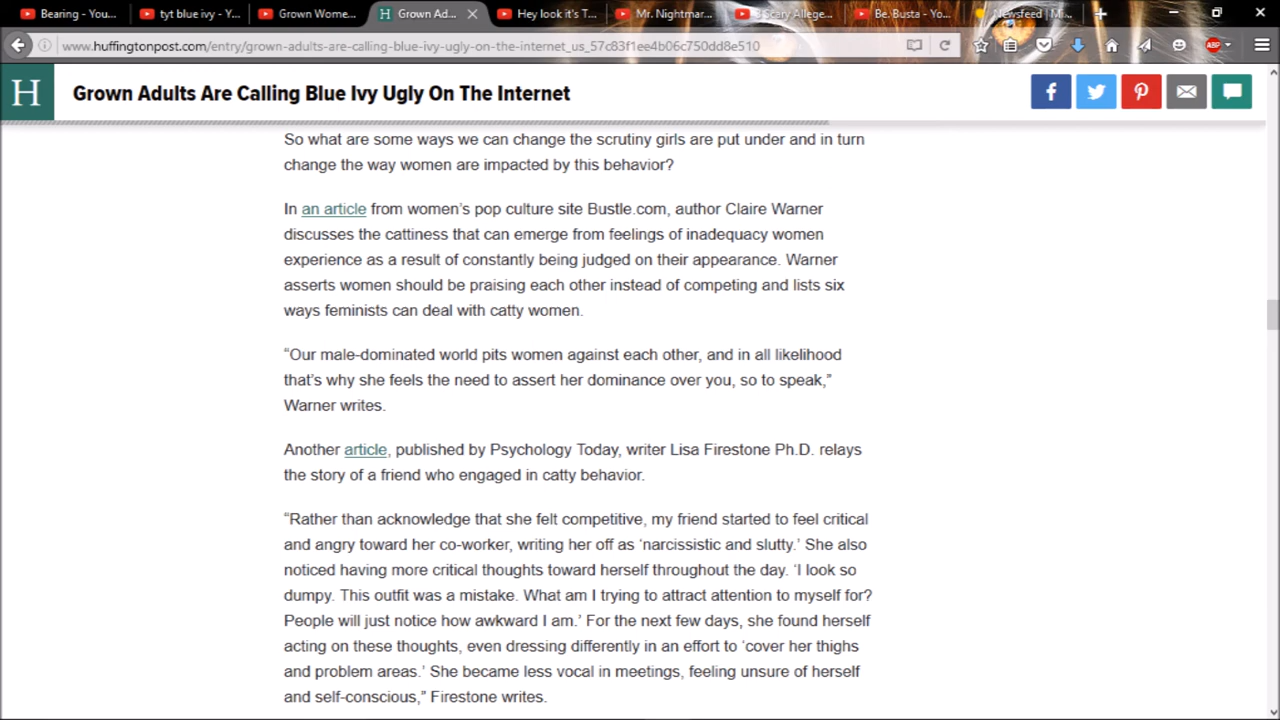 Bearing - You...
tyt blue ivy - Y...
Grown Wome...
Grown Ad...
Hey look it's T...
Mr. Nightmar...
3 Scary Allege...
Be. Busta - Yo...
Newsfeed | Mi...
www.huffingtonpost.com/entry/grown-adults-are-calling-blue-ivy-ugly-on-the-internet_us_57c83f1ee4b06c750dd8e510
ABP
H
Grown Adults Are Calling Blue Ivy Ugly On The Internet
So what are some ways we can change the scrutiny girls are put under and in turn
change the way women are impacted by this behavior?
In an article from women's pop culture site Bustle.com, author Claire Warner
discusses the cattiness that can emerge from feelings of inadequacy women
experience as a result of constantly being judged on their appearance. Warner
asserts women should be praising each other instead of competing and lists six
ways feminists can deal with catty women.
“Our male-dominated world pits women against each other, and in all likelihood
that's why she feels the need to assert her dominance over you, so to speak,”
Warner writes.
Another article, published by Psychology Today, writer Lisa Firestone Ph.D. relays
the story of a friend who engaged in catty behavior.
“Rather than acknowledge that she felt competitive, my friend started to feel critical
and angry toward her co-worker, writing her off as ‘narcissistic and slutty.’ She also
noticed having more critical thoughts toward herself throughout the day. ‘I look so
dumpy. This outfit was a mistake. What am I trying to attract attention to myself for?
People will just notice how awkward I am.’ For the next few days, she found herself
acting on these thoughts, even dressing differently in an effort to ‘cover her thighs
and problem areas.’ She became less vocal in meetings, feeling unsure of herself
and self-conscious,” Firestone writes.